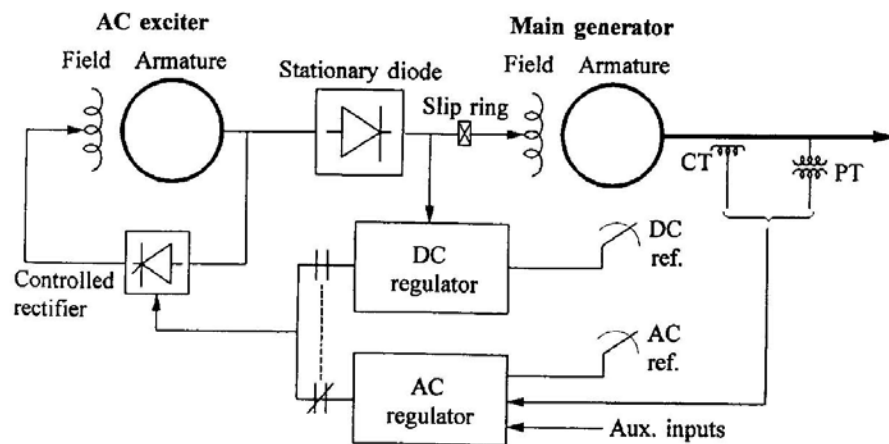 AC exciter
Main generator
Field Armature
Stationary diode
Field Armature
Slip ring
CT
PT
Controlled
rectifier
DC
regulator
DC
ref.
AC
regulator
AC
ref.
Aux. inputs